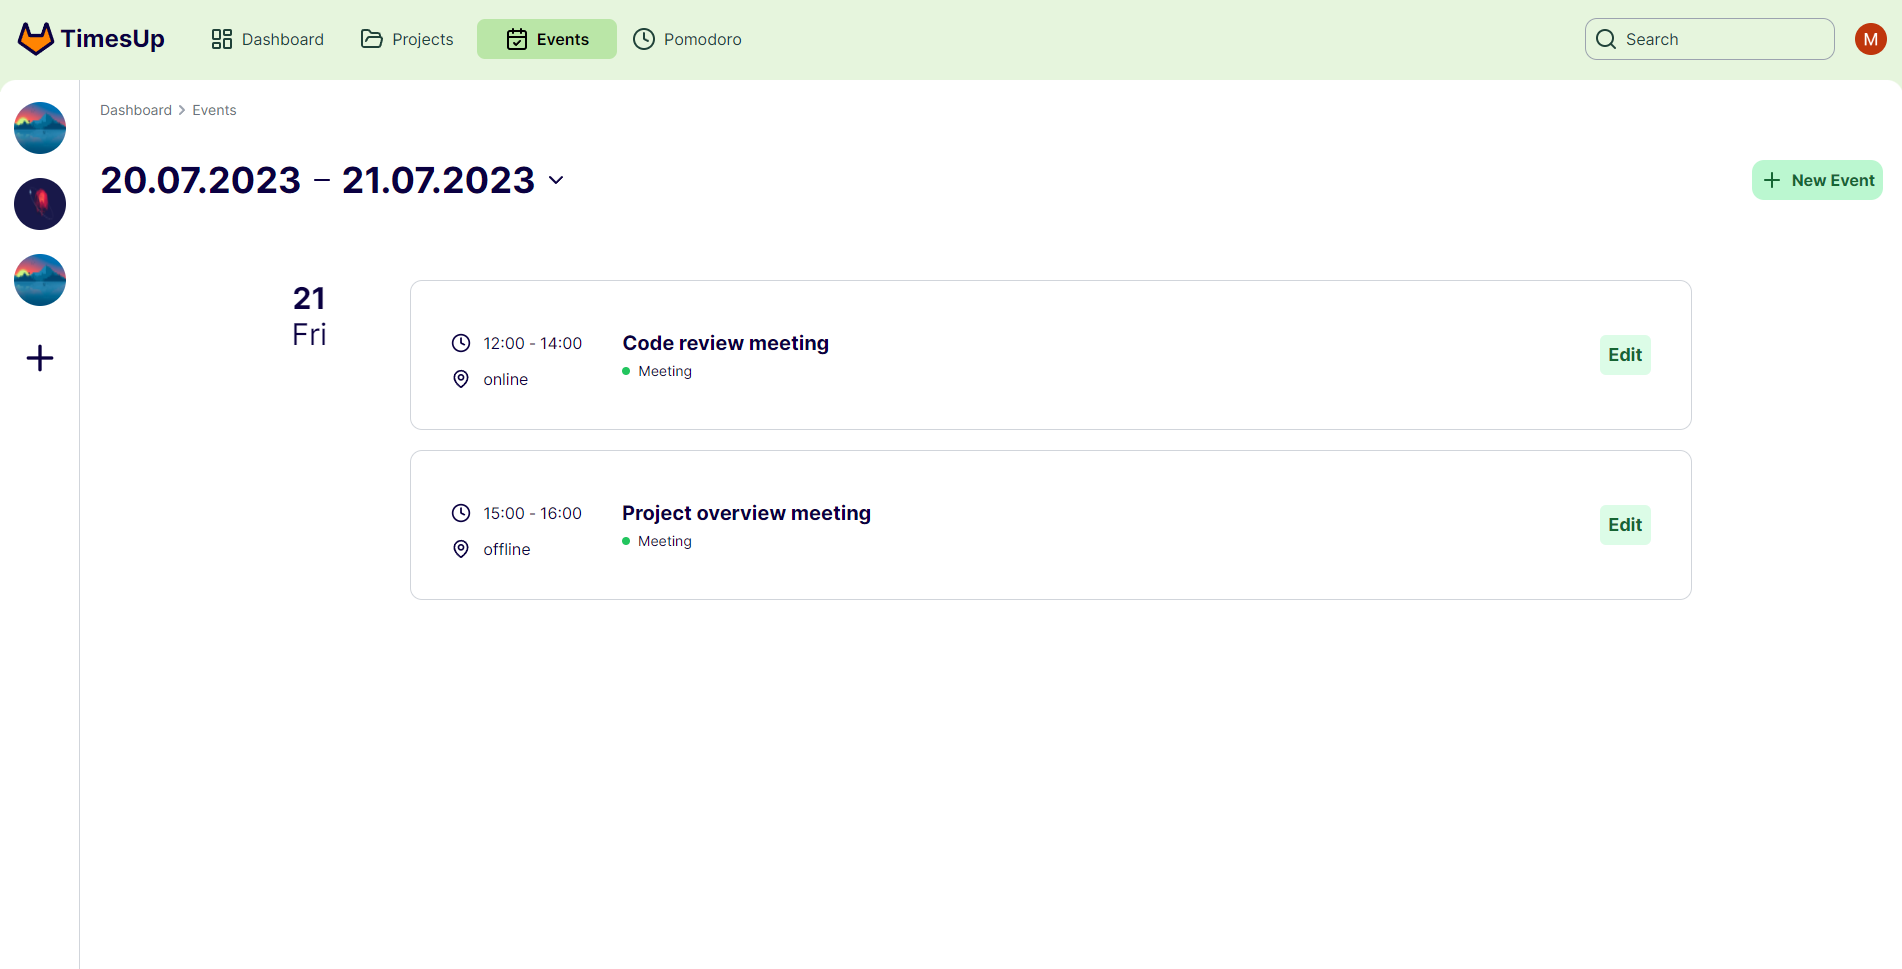 TimesUp
Dashboard
Projects
Events
Pomodoro
Search
M
Dashboard > Events
20.07.2023 – 21.07.2023
New Event
21
Fri
12:00 - 14:00
Code review meeting
online
Meeting
Edit
15:00 - 16:00
Project overview meeting
offline
Meeting
Edit